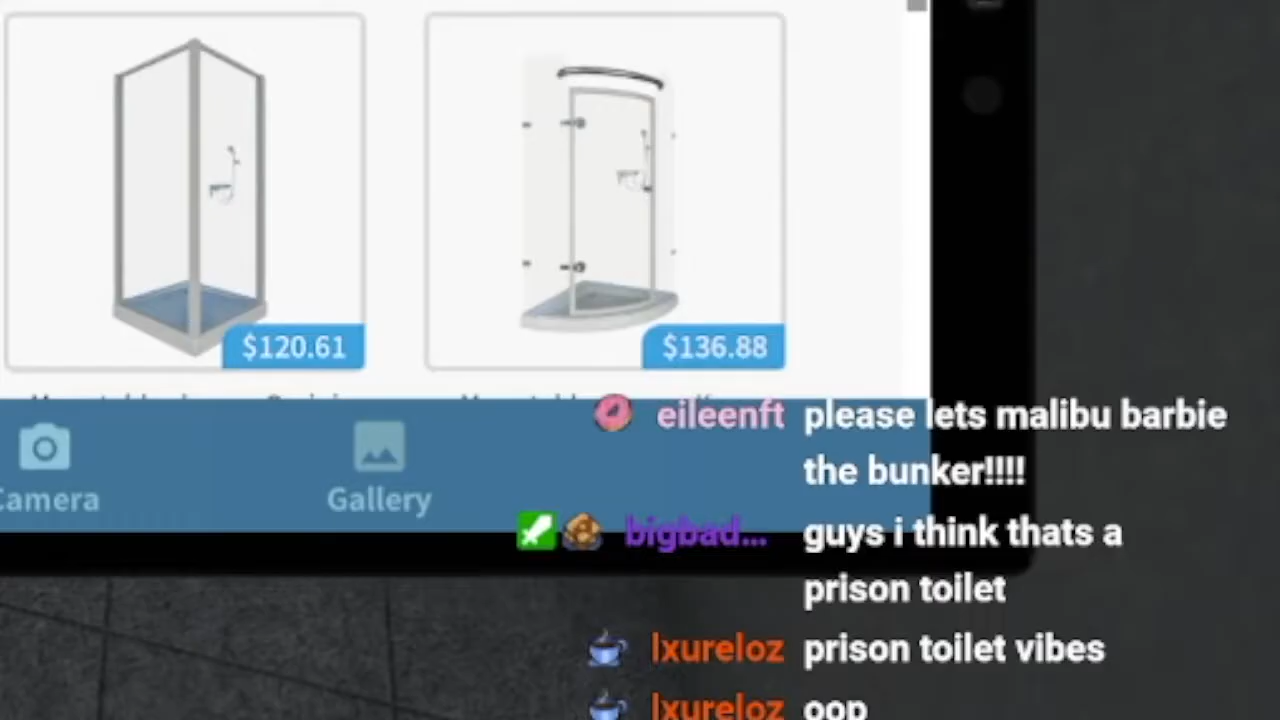 $120.61
$136.88
Camera
Gallery
eileenft please lets malibu barbie
the bunker!!!!
bigbad... guys i think thats a
prison toilet
lxureloz prison toilet vibes
lxureloz oop